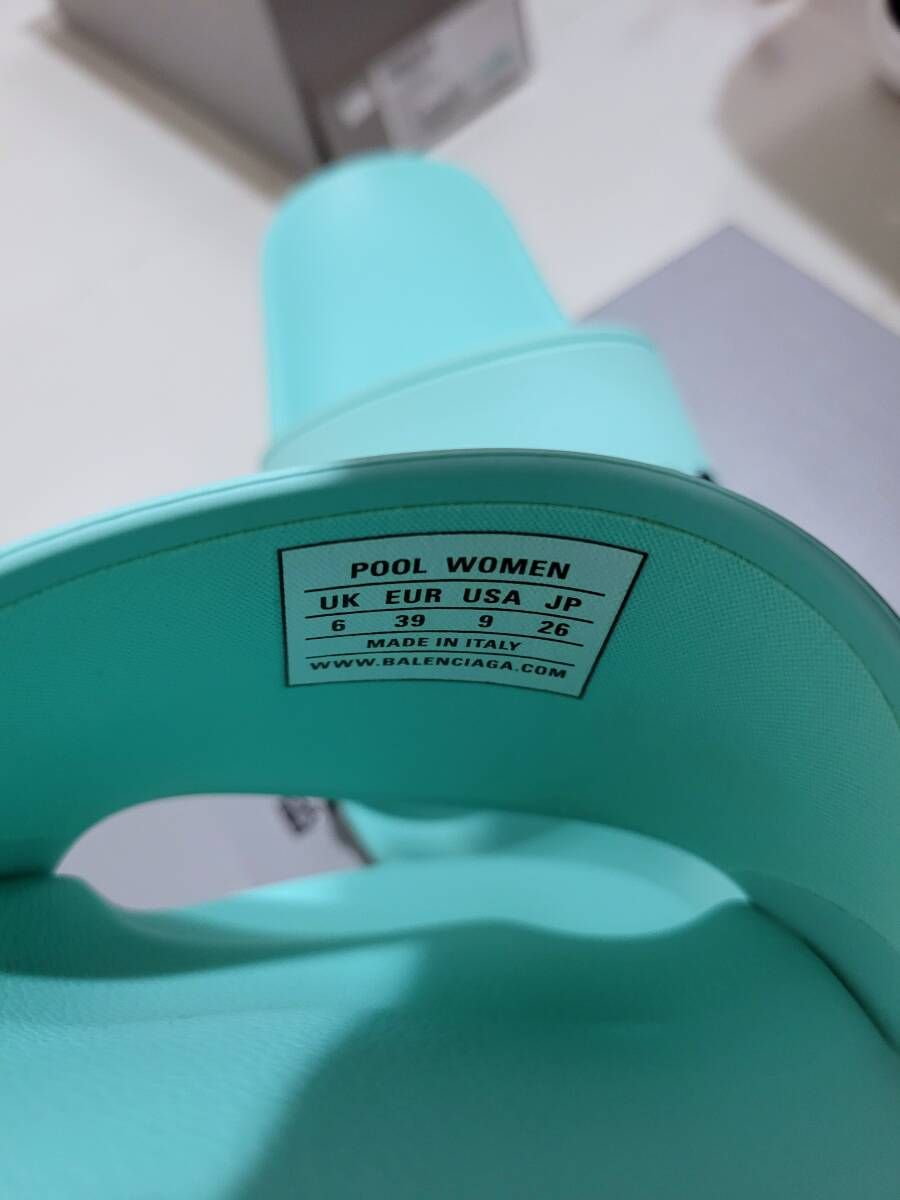 POOL WOMEN
UK EUR USA JP
6 39 9 26
MADE IN ITALY
WWW.BALENCIAGA.COM